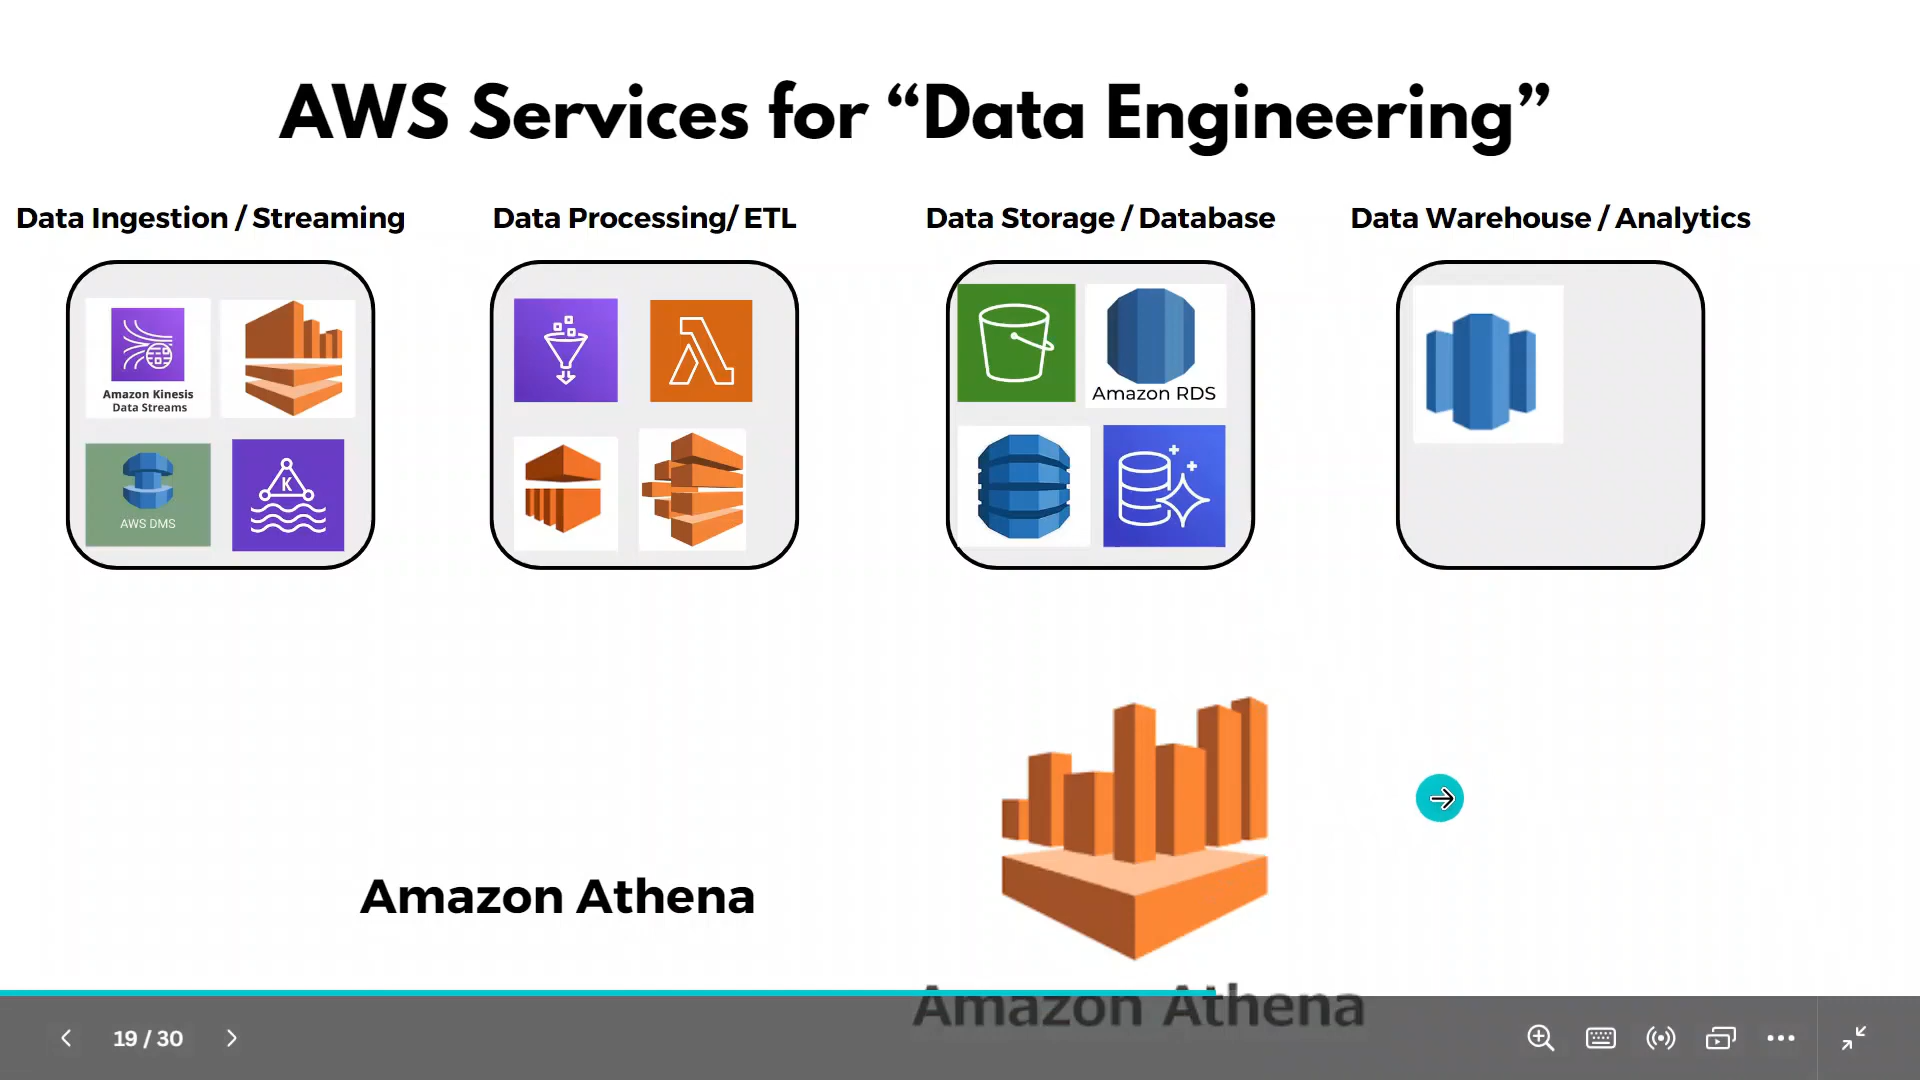 AWS Services for “Data Engineering”
Data Ingestion / Streaming
Data Processing/ ETL
Data Storage / Database
Data Warehouse / Analytics
Amazon Kinesis
Data Streams
AWS DMS
K
Amazon RDS
Amazon Athena
Amazon Athena
19 / 30